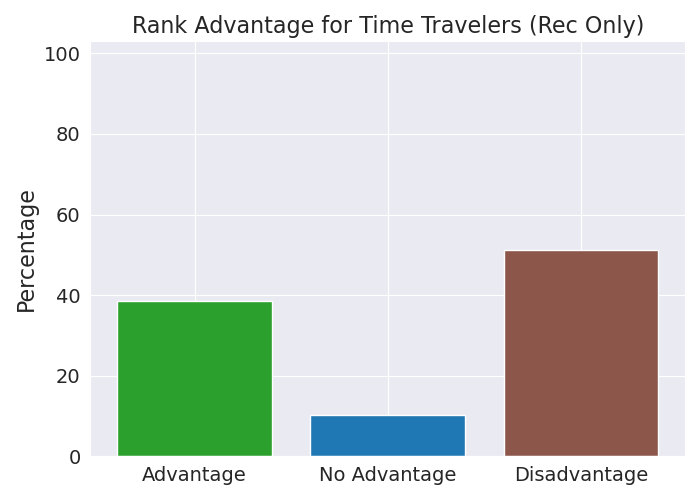 Rank Advantage for Time Travelers (Rec Only)
Percentage
100
80
60
40
20
0
Advantage
No Advantage
Disadvantage